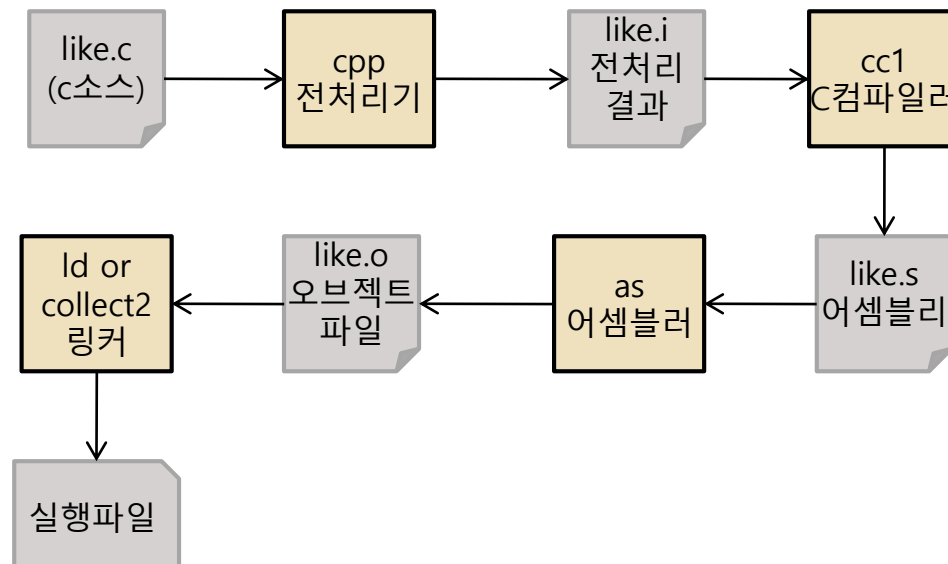 like.c
(c소스)
cpp
전처리기
like.i
전처리
결과
cc1
C컴파일러
ld or
collect2
링커
like.o
오브젝트
파일
as
어셈블러
like.s
어셈블리
실행파일